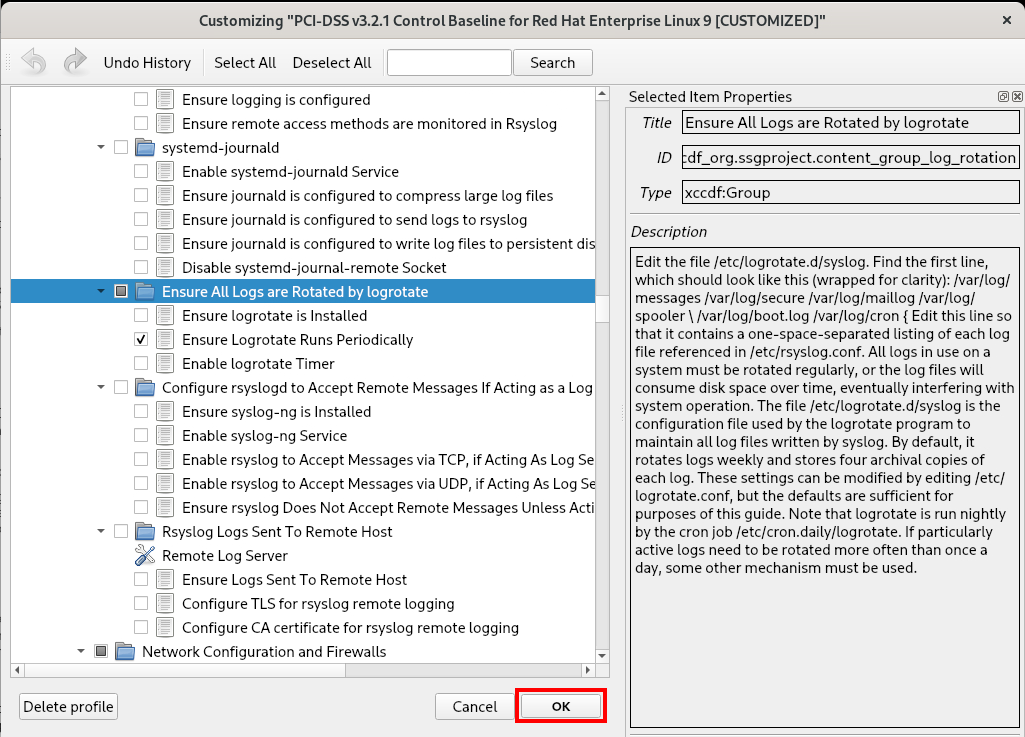 Customizing "PCI-DSS v3.2.1 Control Baseline for Red Hat Enterprise Linux 9 [CUSTOMIZED]"
Undo History
Select All
Deselect All
Search
Ensure logging is configured
Ensure remote access methods are monitored in Rsyslog
systemd-journald
Enable systemd-journald Service
Ensure journald is configured to compress large log files
Ensure journald is configured to send logs to rsyslog
Ensure journald is configured to write log files to persistent dis
Disable systemd-journal-remote Socket
Ensure All Logs are Rotated by logrotate
Ensure logrotate is Installed
Ensure Logrotate Runs Periodically
Enable logrotate Timer
Configure rsyslogd to Accept Remote Messages If Acting as a Log
Ensure syslog-ng is Installed
Enable syslog-ng Service
Enable rsyslog to Accept Messages via TCP, if Acting As Log Se
Enable rsyslog to Accept Messages via UDP, if Acting As Log Se
Ensure rsyslog Does Not Accept Remote Messages Unless Acti
Rsyslog Logs Sent To Remote Host
Remote Log Server
Ensure Logs Sent To Remote Host
Configure TLS for rsyslog remote logging
Configure CA certificate for rsyslog remote logging
Network Configuration and Firewalls
Delete profile
Cancel
OK
Selected Item Properties
Title Ensure All Logs are Rotated by logrotate
ID cdf_org.ssgproject.content_group_log_rotation
Type xccdf:Group
Description
Edit the file /etc/logrotate.d/syslog. Find the first line,
which should look like this (wrapped for clarity): /var/log/
messages /var/log/secure /var/log/maillog /var/log/
spooler \ /var/log/boot.log /var/log/cron { Edit this line so
that it contains a one-space-separated listing of each log
file referenced in /etc/rsyslog.conf. All logs in use on a
system must be rotated regularly, or the log files will
consume disk space over time, eventually interfering with
system operation. The file /etc/logrotate.d/syslog is the
configuration file used by the logrotate program to
maintain all log files written by syslog. By default, it
rotates logs weekly and stores four archival copies of
each log. These settings can be modified by editing /etc/
logrotate.conf, but the defaults are sufficient for
purposes of this guide. Note that logrotate is run nightly
by the cron job /etc/cron.daily/logrotate. If particularly
active logs need to be rotated more often than once a
day, some other mechanism must be used.